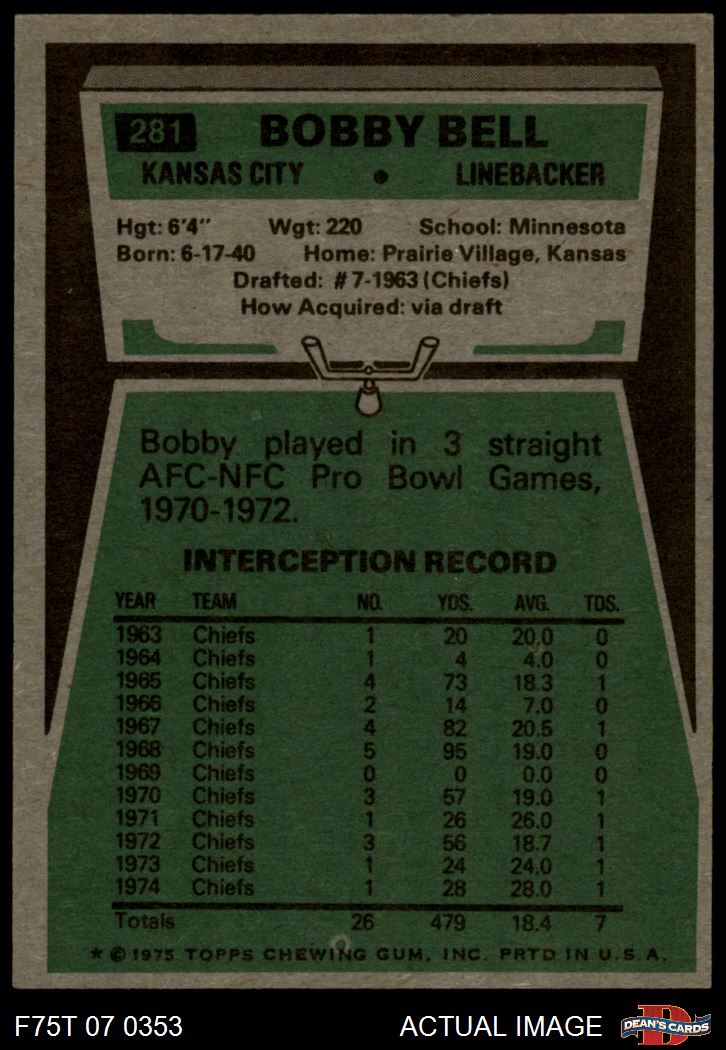 281 BOBBY BELL
KANSAS CITY • LINEBACKER
Hgt: 6'4" Wgt: 220 School: Minnesota
Born: 6-17-40 Home: Prairie Village, Kansas
Drafted: #7-1963 (Chiefs)
How Acquired: via draft
Bobby played in 3 straight
AFC-NFC Pro Bowl Games,
1970-1972.
INTERCEPTION RECORD
YEAR TEAM NO. YDS. AVG. TDS.
1963 Chiefs 1 20 20.0 0
1964 Chiefs 1 4 4.0 0
1965 Chiefs 4 73 18.3 1
1966 Chiefs 2 14 7.0 0
1967 Chiefs 4 82 20.5 1
1968 Chiefs 5 95 19.0 0
1969 Chiefs 0 0 0.0 0
1970 Chiefs 3 57 19.0 1
1971 Chiefs 1 26 26.0 1
1972 Chiefs 3 56 18.7 1
1973 Chiefs 1 24 24.0 1
1974 Chiefs 1 28 28.0 1
Totals 26 479 18.4 7
* © 1975 TOPPS CHEWING GUM, INC. PRTD IN U.S.A.
F75T 07 0353 ACTUAL IMAGE D DEAN'S CARDS